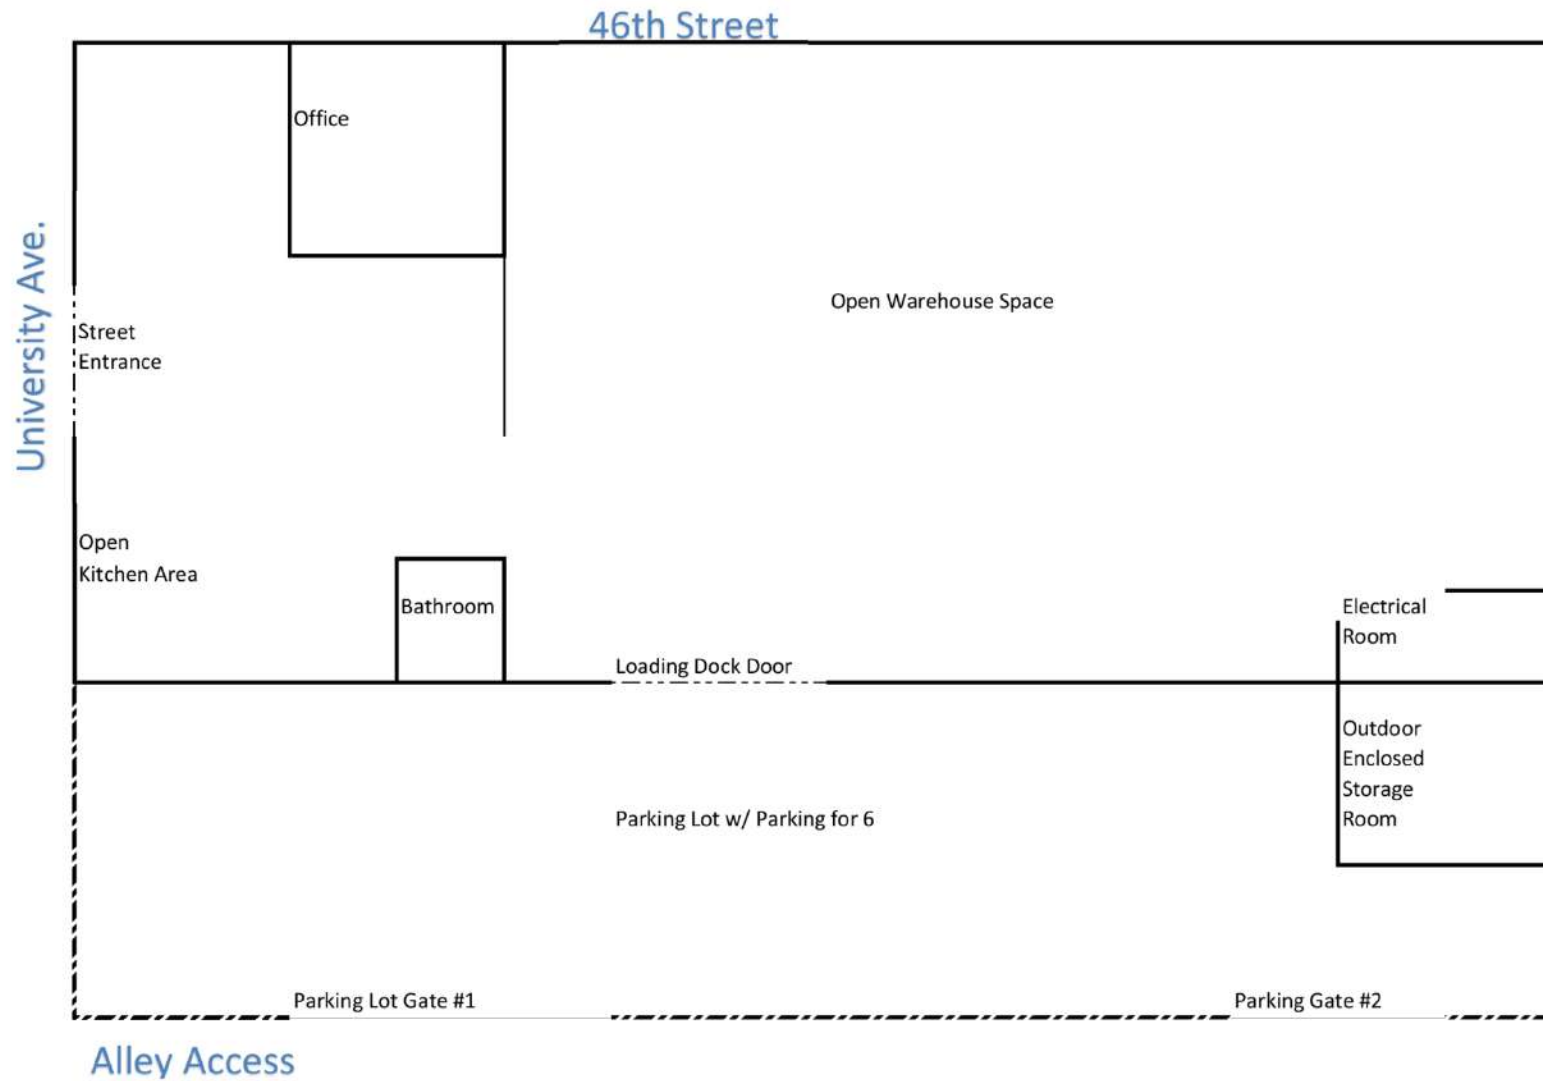 46th Street
Office
University Ave.
Open Warehouse Space
Street
Entrance
Open
Kitchen Area
Bathroom
Electrical
Room
Loading Dock Door
Outdoor
Enclosed
Storage
Room
Parking Lot w/ Parking for 6
Parking Lot Gate #1
Parking Gate #2
Alley Access